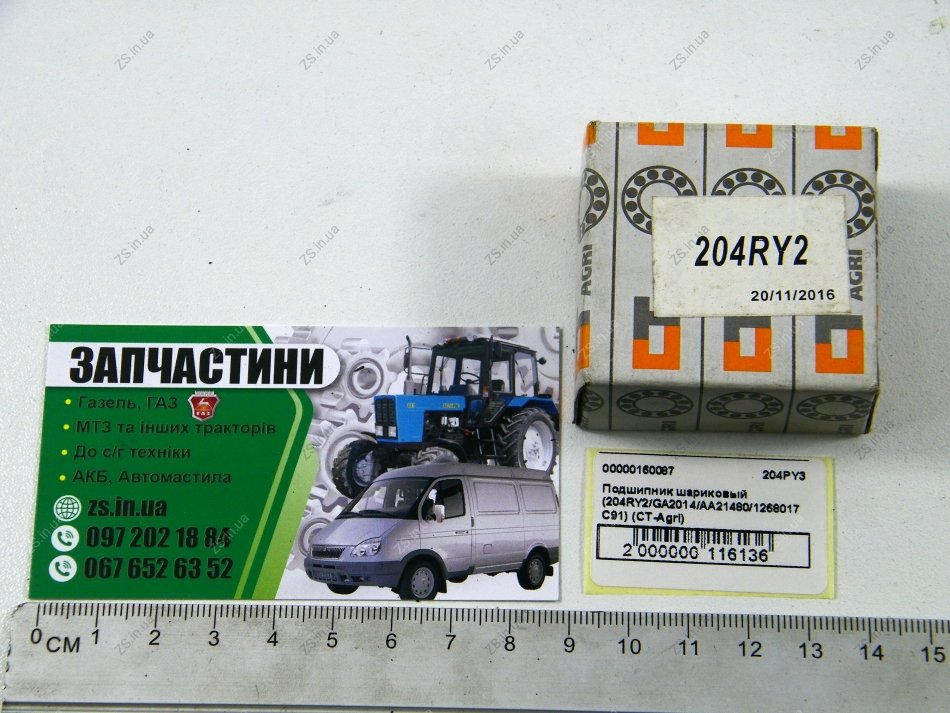 204RY2
20/11/2016
AGRI
AGRI
ЗАПЧАСТИНИ
Газель, ГАЗ
МТЗ та інших тракторів
До с/г техніки
АКБ, Автомастила
zs.in.ua
097 202 18 84
067 652 63 52
00000160087 204РУ3
Подшипник шариковый
(204RY2/GA2014/AA21480/1268017
C91) (CT-Agri)
2 000000 116136
0 СМ 1 2 3 4 5 6 7 8 9 10 11 12 13 14 15
ZS.in.ua